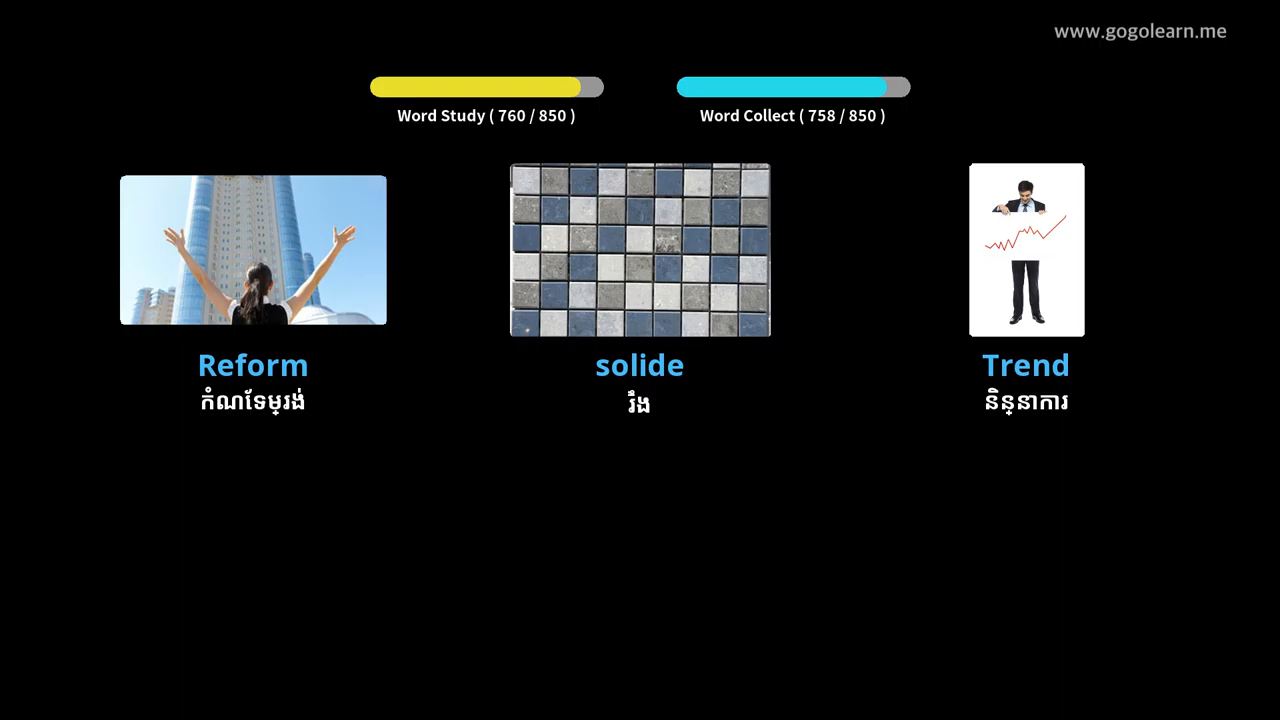 www.gogolearn.me
Word Study ( 760 / 850 )
Word Collect ( 758 / 850 )
Reform
កំណទែម្រង់
solide
រឹង
Trend
និន្នាការ